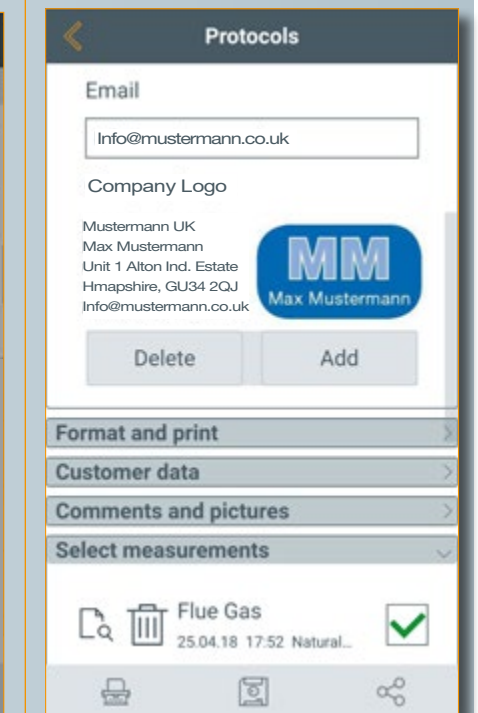 Protocols
Email
Info@mustermann.co.uk
Company Logo
Mustermann UK
Max Mustermann
Unit 1 Alton Ind. Estate
Hmapshire, GU34 2QJ
Info@mustermann.co.uk
MM
Max Mustermann
Delete Add
Format and print
Customer data
Comments and pictures
Select measurements
Flue Gas
25.04.18 17:52 Natural...